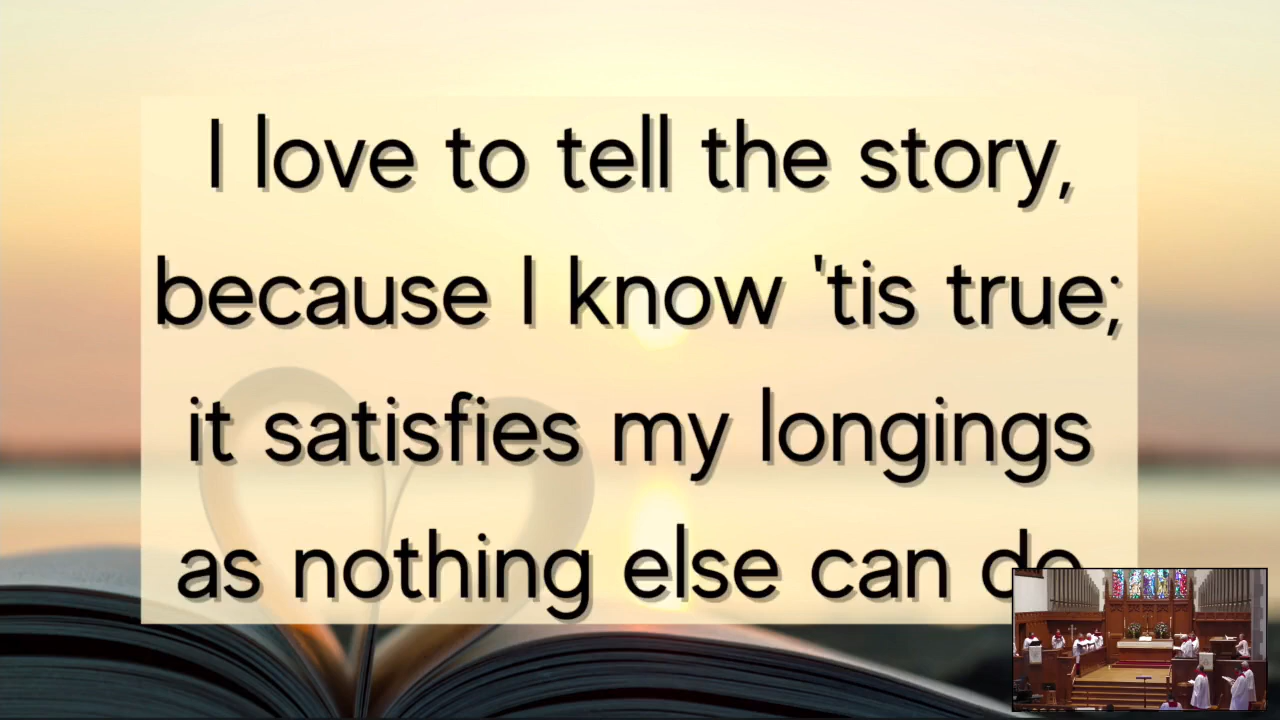 I love to tell the story,
because I know 'tis true;
it satisfies my longings
as nothing else can do